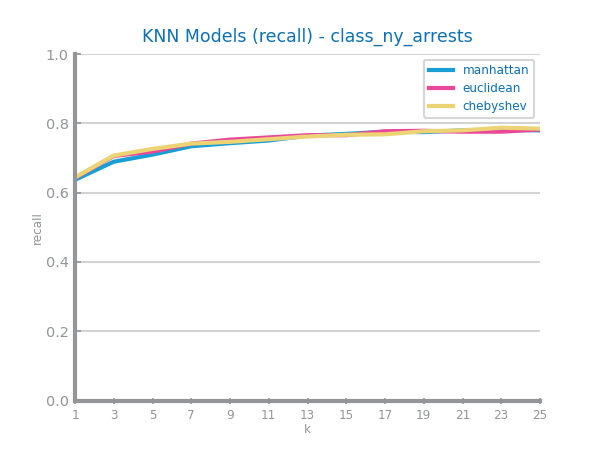 KNN Models (recall) - class_ny_arrests
manhattan
euclidean
chebyshev
recall
1.0
0.8
0.6
0.4
0.2
0.0
1 3 5 7 9 11 13 15 17 19 21 23 25
k